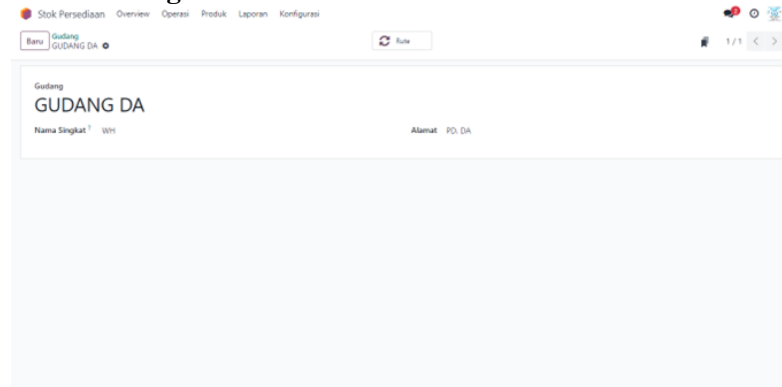 Stok Persediaan Overview Operasi Produk Laporan Konfigurasi
Baru Gudang
GUDANG DA
Rute
1/1
Gudang
GUDANG DA
Nama Singkat ? WH
Alamat PD. DA